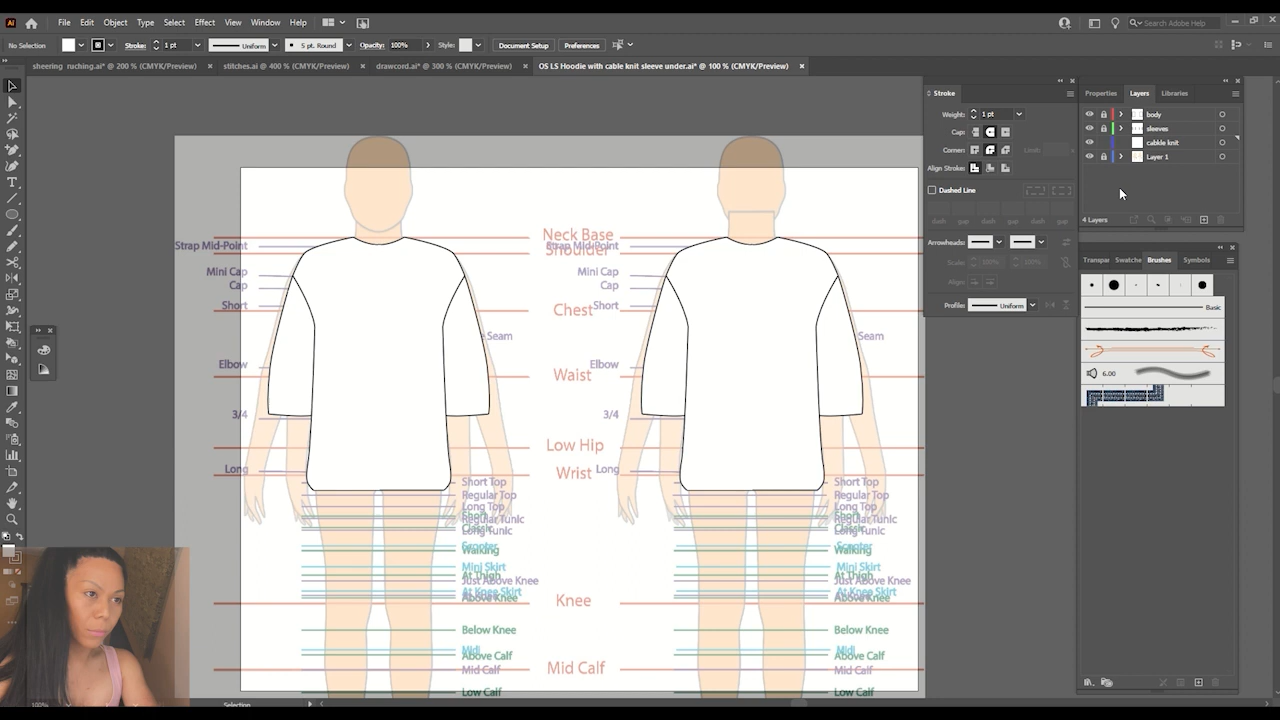 Ai File Edit Object Type Select Effect View Window Help Search Adobe Help
No Selection Stroke: 1 pt Uniform 5 pt. Round Opacity: 100% Style: Document Setup Preferences
sheering ruching.ai* @ 200 % (CMYK/Preview) × stitches.ai @ 400 % (CMYK/Preview) × drawcord.ai* @ 300 % (CMYK/Preview) × OS LS Hoodie with cable knit sleeve under.ai* @ 100 % (CMYK/Preview) ×
Stroke
Weight: 1 pt
Cap:
Corner: Limit:
Align Stroke:
Dashed Line
dash gap dash gap dash gap
Arrowheads:
Scale: 100% 100%
Align:
Profile: Uniform
Properties Layers Libraries
body
sleeves
cabkle knit
Layer 1
4 Layers
Transpar Swatche Brushes Symbols
Basic
6.00
Neck Base
Strap Mid-Point Shoulder Strap Mid-Point
Mini Cap Mini Cap
Cap Cap
Short Chest Short
Seam Seam
Elbow Waist Elbow
3/4 3/4
Low Hip
Long Wrist Long
Short Top Short Top
Regular Top Regular Top
Long Top Long Top
Short Short
Regular Tunic Regular Tunic
Classic Classic
Long Tunic Long Tunic
Scooter Scooter
Walking Walking
Mini Skirt Mini Skirt
At Thigh At Thigh
Just Above Knee Just Above Knee
At Knee Skirt At Knee Skirt
Above Knee Above Knee
Knee
Below Knee Below Knee
Midi Midi
Above Calf Above Calf
Mid Calf Mid Calf Mid Calf
Low Calf Low Calf
100% Selection